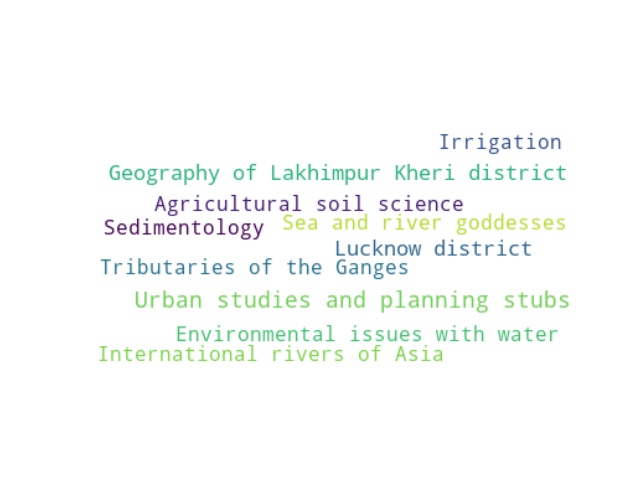 Irrigation
Geography of Lakhimpur Kheri district
Agricultural soil science
Sea and river goddesses
Sedimentology
Lucknow district
Tributaries of the Ganges
Urban studies and planning stubs
Environmental issues with water
International rivers of Asia